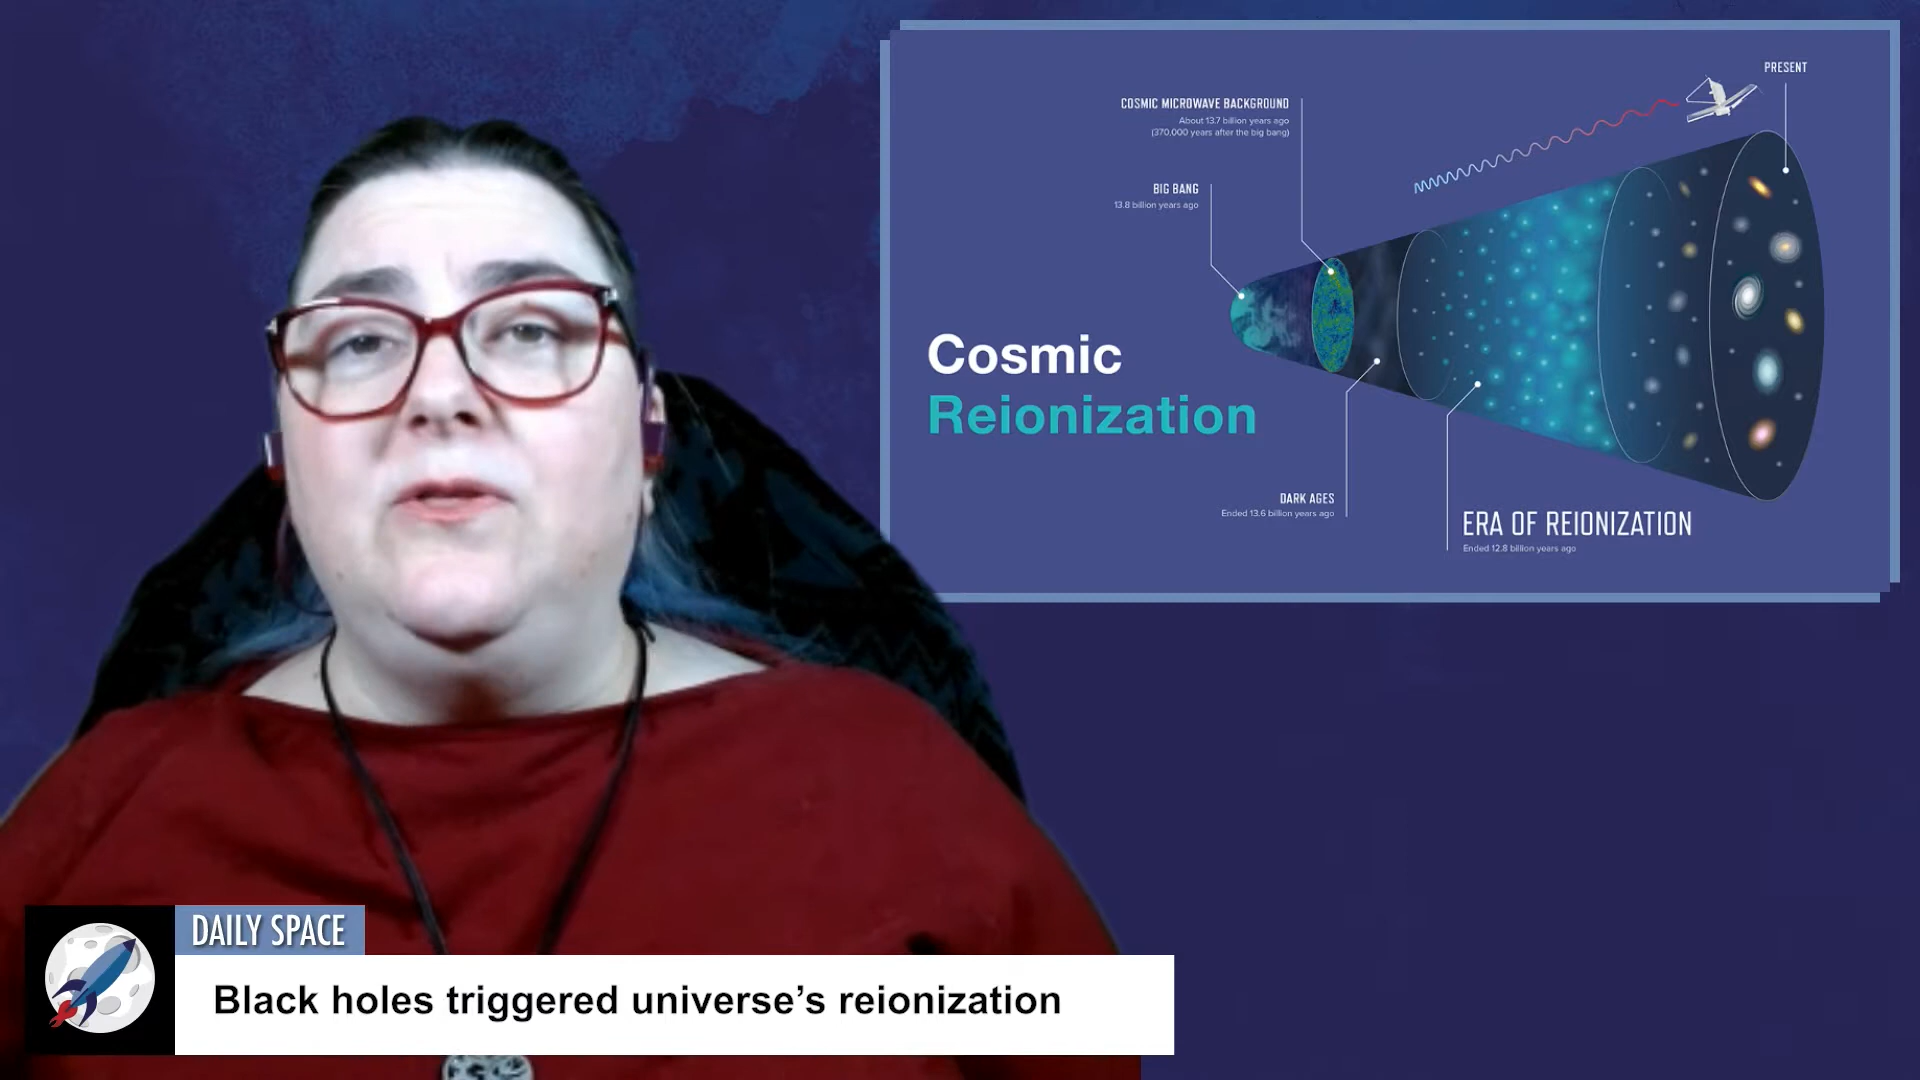 PRESENT
COSMIC MICROWAVE BACKGROUND
About 13.7 billion years ago
(370,000 years after the big bang)
BIG BANG
13.8 billion years ago
Cosmic
Reionization
DARK AGES
Ended 13.6 billion years ago
ERA OF REIONIZATION
Ended 12.8 billion years ago
DAILY SPACE
Black holes triggered universe’s reionization